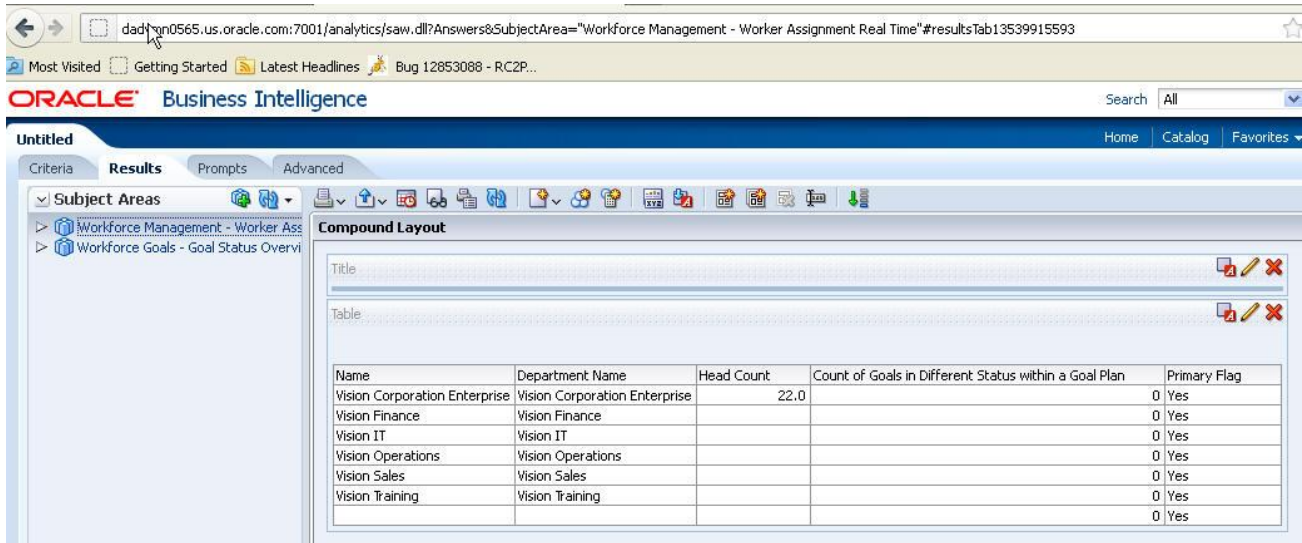 dadvmn0565.us.oracle.com:7001/analytics/saw.dll?Answers&SubjectArea="Workforce Management - Worker Assignment Real Time"#resultsTab13539915593
Most Visited Getting Started Latest Headlines Bug 12853088 - RC2P...
ORACLE Business Intelligence Search All
Untitled Home Catalog Favorites
Criteria Results Prompts Advanced
Subject Areas
Workforce Management - Worker Ass Compound Layout
Workforce Goals - Goal Status Overvi
Title
Table
Name Department Name Head Count Count of Goals in Different Status within a Goal Plan Primary Flag
Vision Corporation Enterprise Vision Corporation Enterprise 22.0 0 Yes
Vision Finance Vision Finance 0 Yes
Vision IT Vision IT 0 Yes
Vision Operations Vision Operations 0 Yes
Vision Sales Vision Sales 0 Yes
Vision Training Vision Training 0 Yes
0 Yes